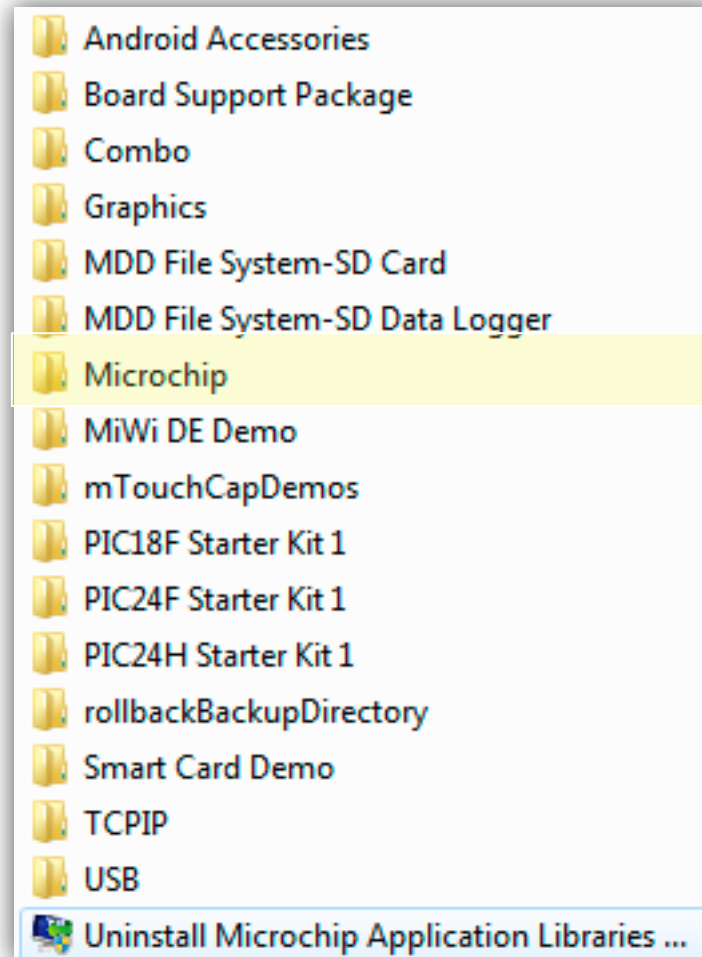 Android Accessories
Board Support Package
Combo
Graphics
MDD File System-SD Card
MDD File System-SD Data Logger
Microchip
MiWi DE Demo
mTouchCapDemos
PIC18F Starter Kit 1
PIC24F Starter Kit 1
PIC24H Starter Kit 1
rollbackBackupDirectory
Smart Card Demo
TCPIP
USB
Uninstall Microchip Application Libraries ...